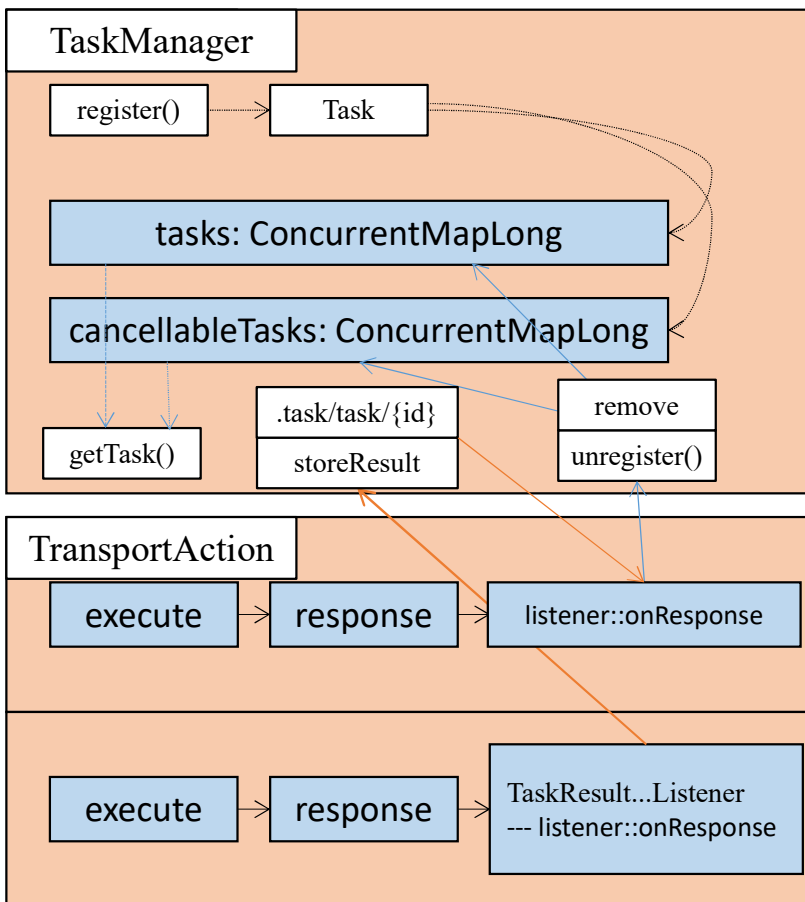 TaskManager
register()
Task
tasks: ConcurrentMapLong
cancellableTasks: ConcurrentMapLong
.task/task/{id}
remove
getTask()
storeResult
unregister()
TransportAction
execute
response
listener::onResponse
execute
response
TaskResult...Listener
--- listener::onResponse